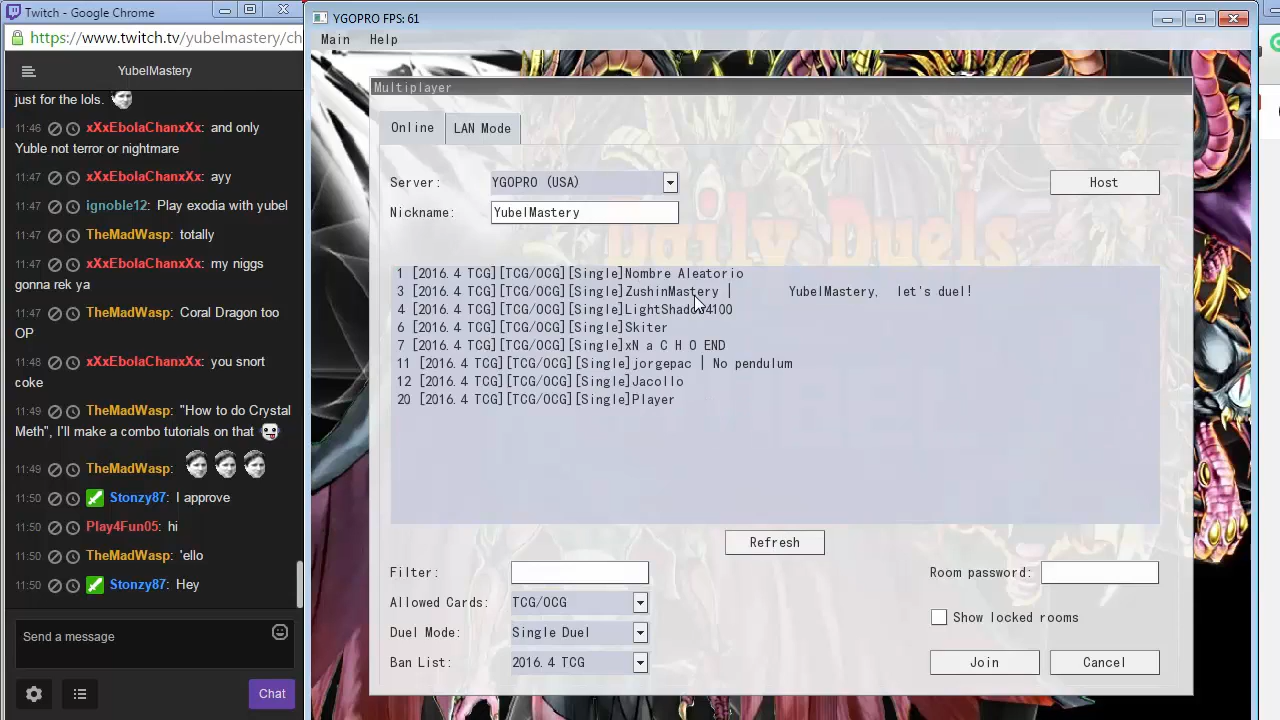 Twitch - Google Chrome
https://www.twitch.tv/yubelmastery/ch
YubelMastery
just for the lols.
11:46 xXxEbolaChanxXx: and only
Yuble not terror or nightmare
11:47 xXxEbolaChanxXx: ayy
11:47 ignoble12: Play exodia with yubel
11:47 TheMadWasp: totally
11:47 xXxEbolaChanxXx: my niggs
gonna rek ya
11:47 TheMadWasp: Coral Dragon too
OP
11:48 xXxEbolaChanxXx: you snort
coke
11:49 TheMadWasp: "How to do Crystal
Meth", I'll make a combo tutorials on that
11:49 TheMadWasp:
11:50 Stonzy87: I approve
11:50 Play4Fun05: hi
11:50 TheMadWasp: 'ello
11:50 Stonzy87: Hey
Send a message
Chat
YGOPRO FPS: 61
Main Help
Multiplayer
Online LAN Mode
Server: YGOPRO (USA)
Host
Nickname: YubelMastery
Daily Duels
1 [2016.4 TCG][TCG/OCG][Single]Nombre Aleatorio
3 [2016.4 TCG][TCG/OCG][Single]ZushinMastery | YubelMastery, let's duel!
4 [2016.4 TCG][TCG/OCG][Single]LightShadow4100
6 [2016.4 TCG][TCG/OCG][Single]Skiter
7 [2016.4 TCG][TCG/OCG][Single]xN a C H O END
11 [2016.4 TCG][TCG/OCG][Single]jorgepac | No pendulum
12 [2016.4 TCG][TCG/OCG][Single]Jacollo
20 [2016.4 TCG][TCG/OCG][Single]Player
Refresh
Filter:
Room password:
Allowed Cards: TCG/OCG
Show locked rooms
Duel Mode: Single Duel
Ban List: 2016.4 TCG
Join Cancel